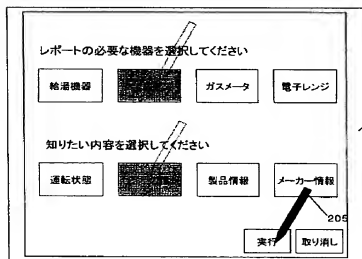 レポートの必要な機器を選択してください
給湯機器 ガスメータ 電子レンジ
知りたい内容を選択してください
運転状態 製品情報 メーカー情報
205
実行 取り消し